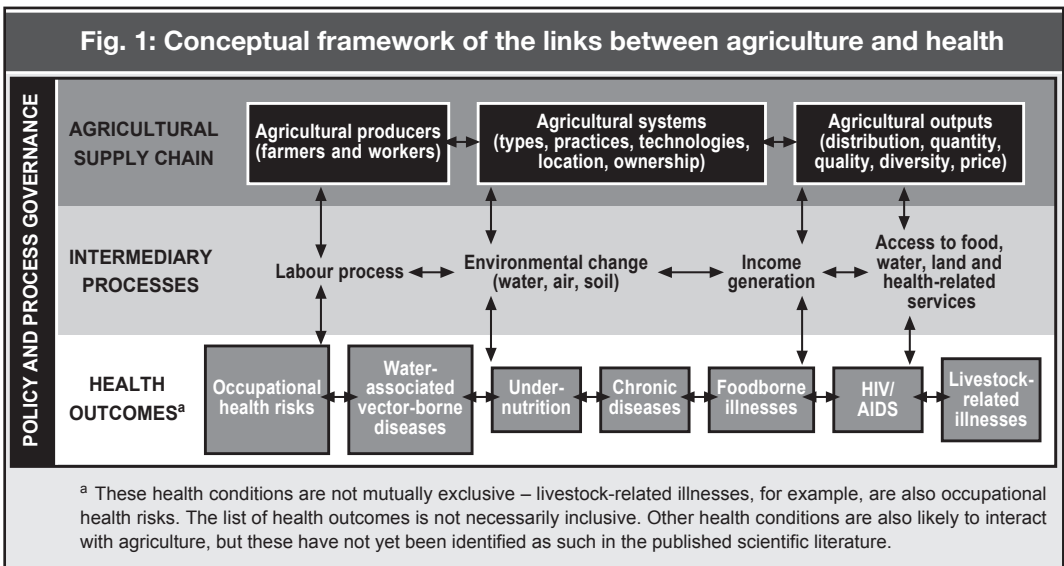 Fig. 1: Conceptual framework of the links between agriculture and health
POLICY AND PROCESS GOVERNANCE
AGRICULTURAL
SUPPLY CHAIN
Agricultural producers
(farmers and workers)
Agricultural systems
(types, practices, technologies,
location, ownership)
Agricultural outputs
(distribution, quantity,
quality, diversity, price)
INTERMEDIARY
PROCESSES
Labour process
Environmental change
(water, air, soil)
Income
generation
Access to food,
water, land and
health-related
services
HEALTH
OUTCOMESᵃ
Occupational
health risks
Water-
associated
vector-borne
diseases
Under-
nutrition
Chronic
diseases
Foodborne
illnesses
HIV/
AIDS
Livestock-
related
illnesses
ᵃ These health conditions are not mutually exclusive – livestock-related illnesses, for example, are also occupational
health risks. The list of health outcomes is not necessarily inclusive. Other health conditions are also likely to interact
with agriculture, but these have not yet been identified as such in the published scientific literature.